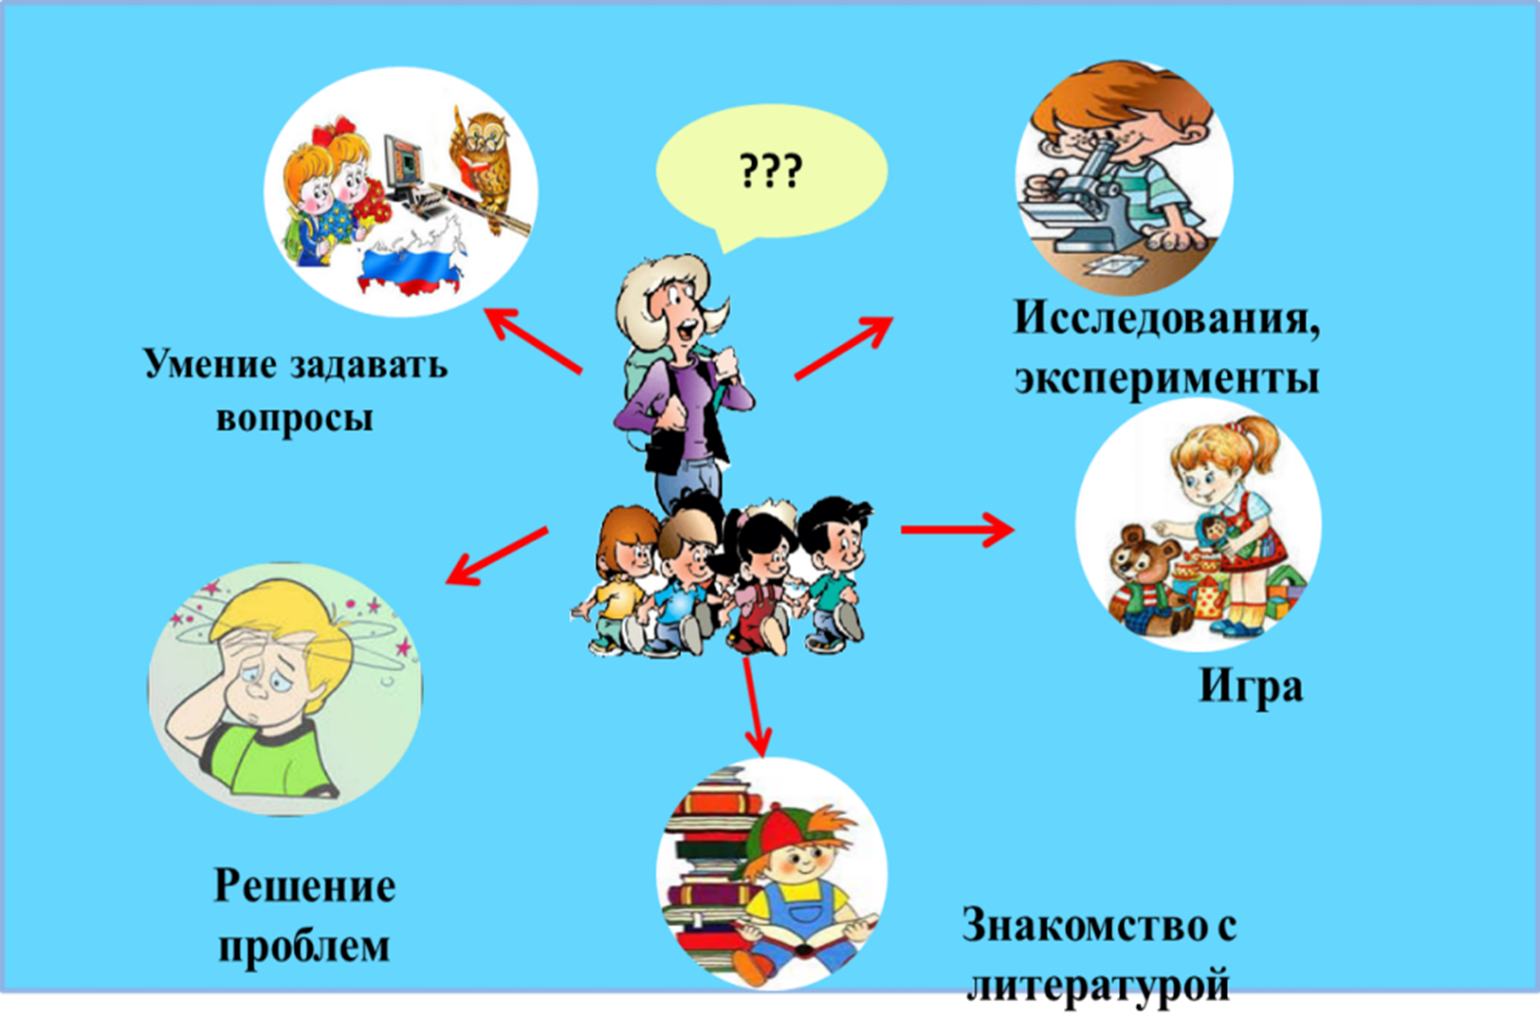 ???
Умение задавать
вопросы
Исследования,
эксперименты
Игра
Решение
проблем
Знакомство с
литературой